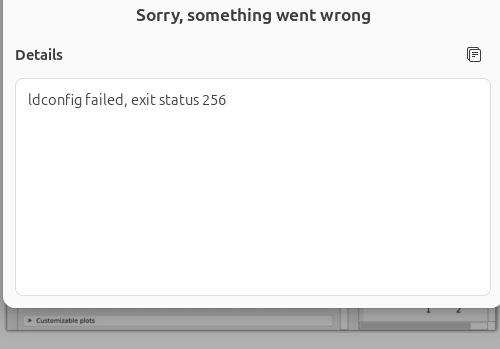 Sorry, something went wrong
Details
ldconfig failed, exit status 256
1 2
Customizable plots